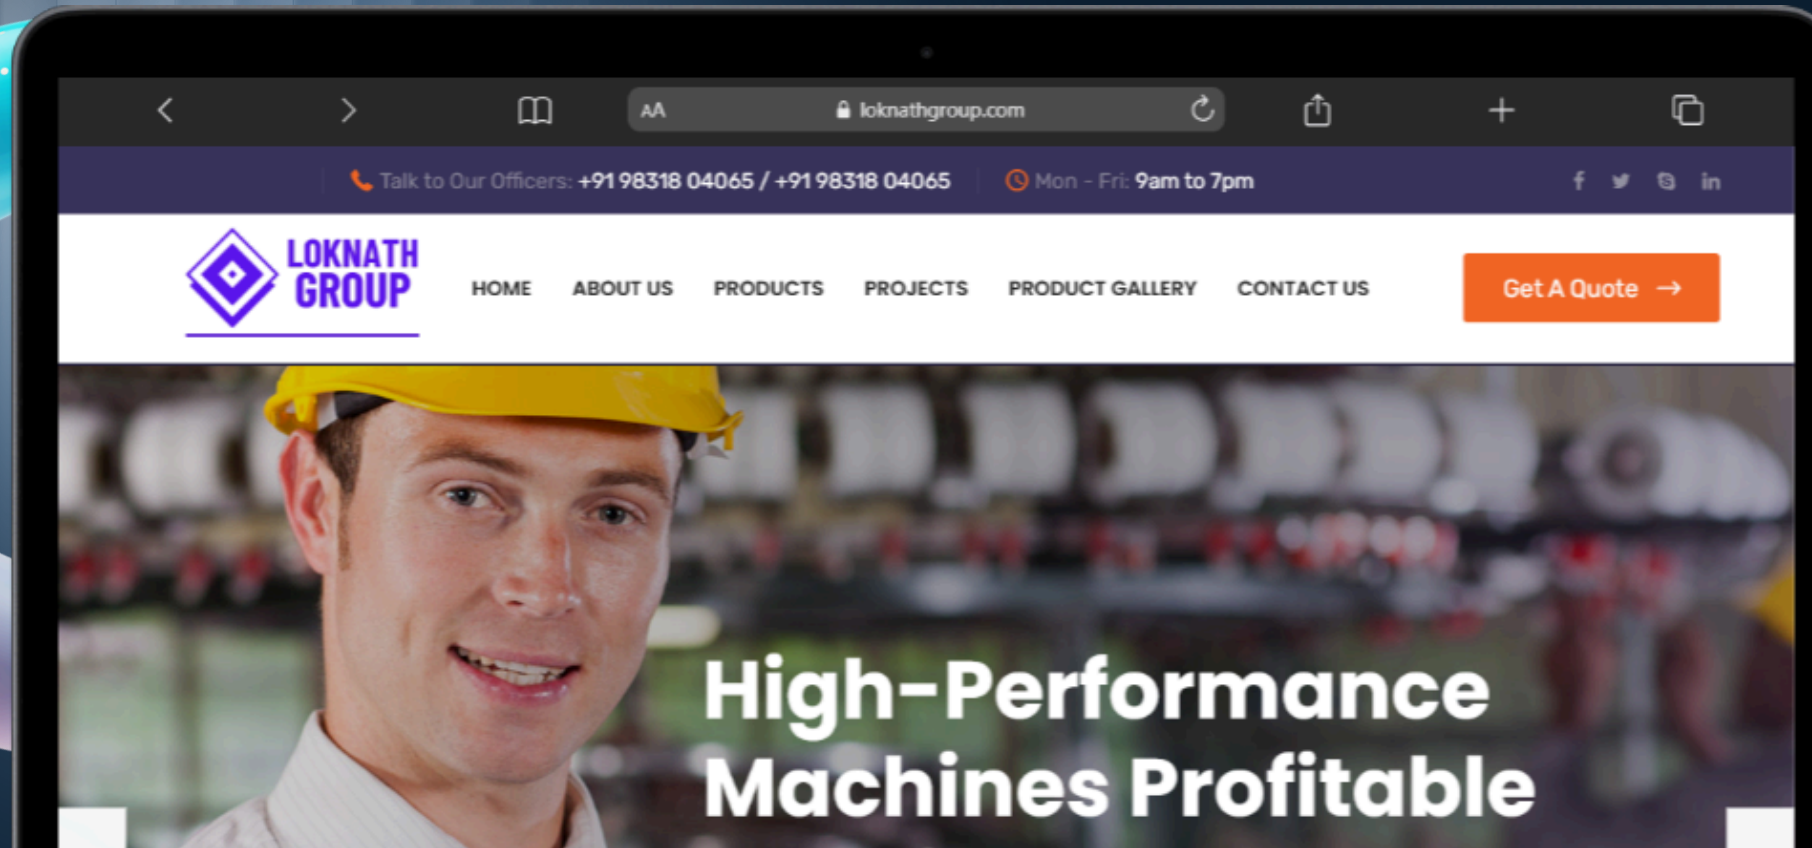 AA loknathgroup.com
Talk to Our Officers: +91 98318 04065 / +91 98318 04065 Mon - Fri: 9am to 7pm
LOKNATH
GROUP
HOME ABOUT US PRODUCTS PROJECTS PRODUCT GALLERY CONTACT US Get A Quote →
High-Performance
Machines Profitable